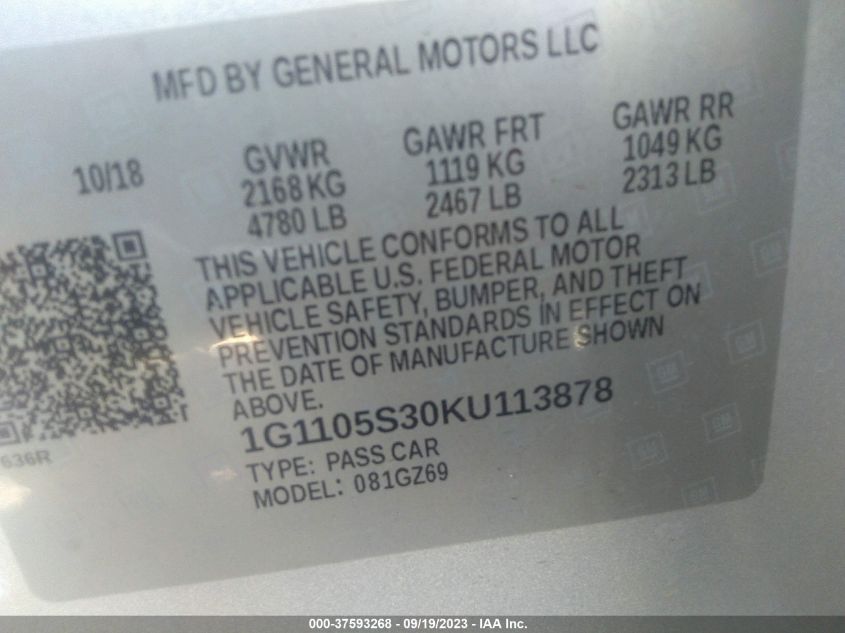 MFD BY GENERAL MOTORS LLC
10/18
GVWR
2168 KG
4780 LB
GAWR FRT
1119 KG
2467 LB
GAWR RR
1049 KG
2313 LB
THIS VEHICLE CONFORMS TO ALL
APPLICABLE U.S. FEDERAL MOTOR
VEHICLE SAFETY, BUMPER, AND THEFT
PREVENTION STANDARDS IN EFFECT ON
THE DATE OF MANUFACTURE SHOWN
ABOVE.
1G1105S30KU113878
TYPE: PASS CAR
MODEL: 081GZ69
636R
000-37593268 - 09/19/2023 - IAA Inc.